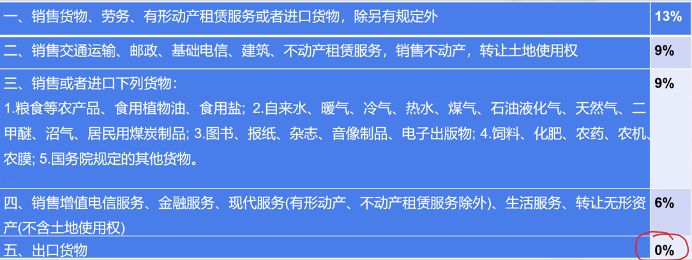 一、销售货物、劳务、有形动产租赁服务或者进口货物，除另有规定外 13%
二、销售交通运输、邮政、基础电信、建筑、不动产租赁服务，销售不动产，转让土地使用权 9%
三、销售或者进口下列货物： 9%
1.粮食等农产品、食用植物油、食用盐; 2.自来水、暖气、冷气、热水、煤气、石油液化气、天然气、二
甲醚、沼气、居民用煤炭制品; 3.图书、报纸、杂志、音像制品、电子出版物; 4.饲料、化肥、农药、农机、
农膜; 5.国务院规定的其他货物。
四、销售增值电信服务、金融服务、现代服务(有形动产、不动产租赁服务除外)、生活服务、转让无形资 6%
产(不含土地使用权)
五、出口货物 0%